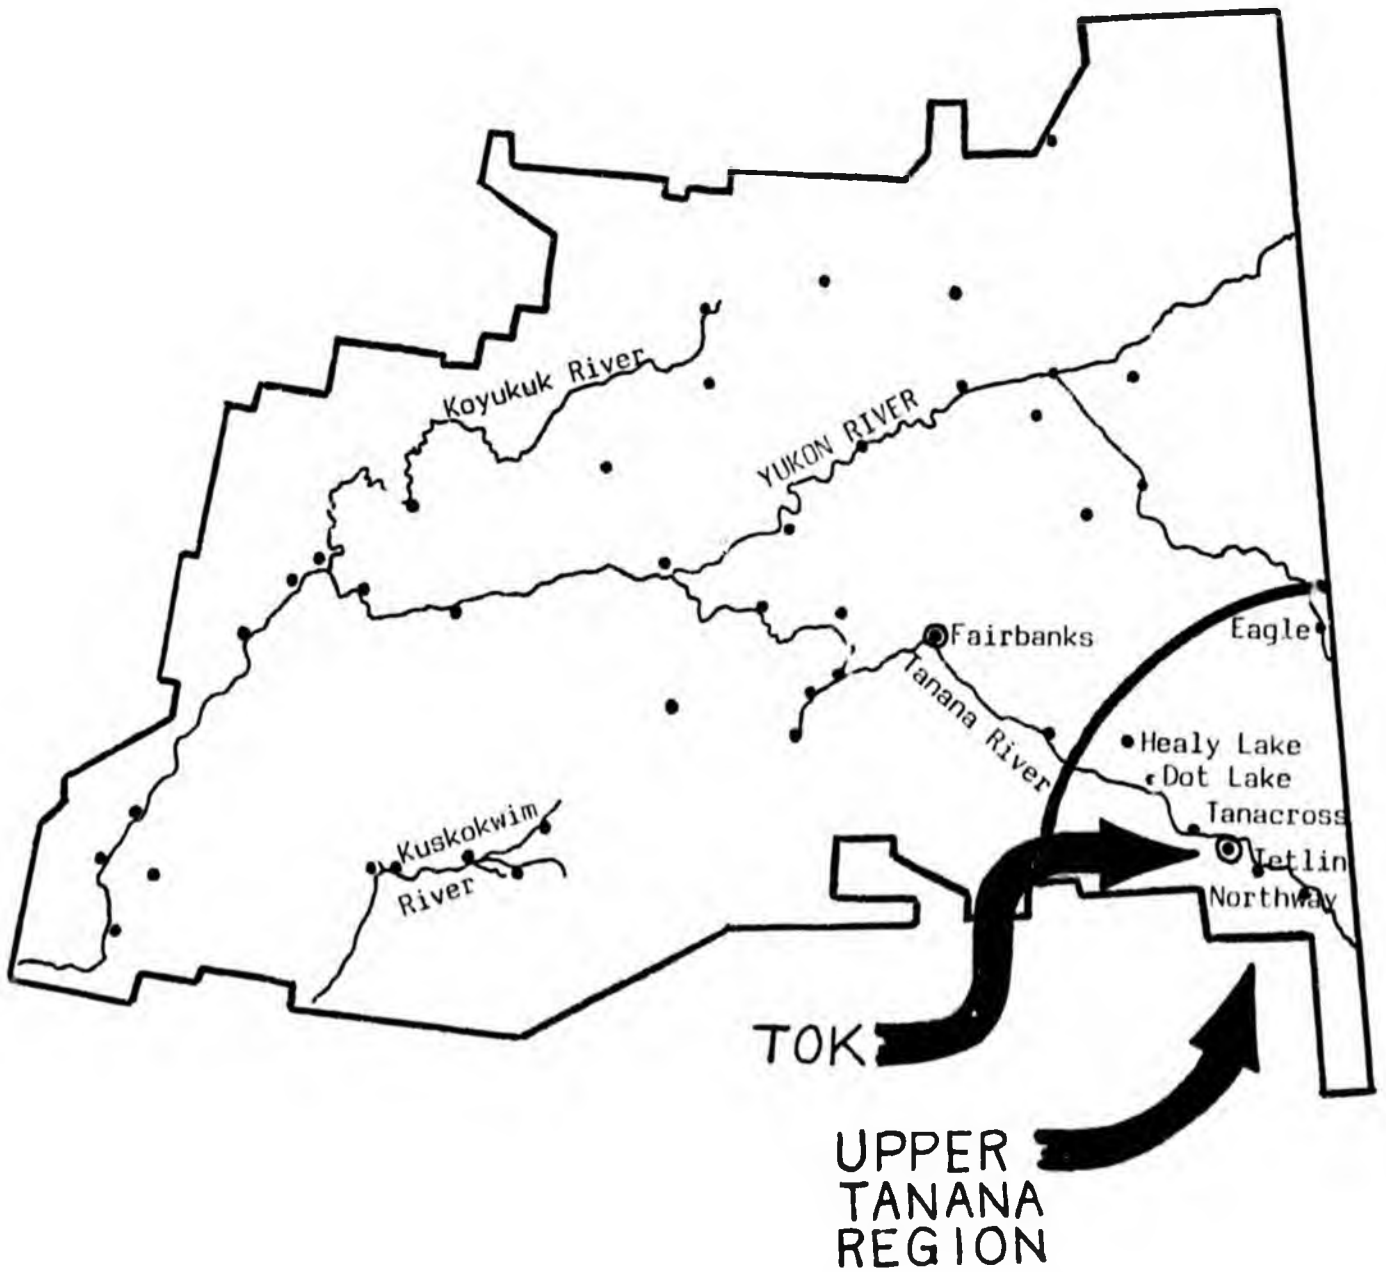 Koyukuk River
YUKON RIVER
Fairbanks
Eagle
Tanana River
Healy Lake
Dot Lake
Tanacross
Tetlin
Northway
Kuskokwim
River
TOK
UPPER
TANANA
REGION